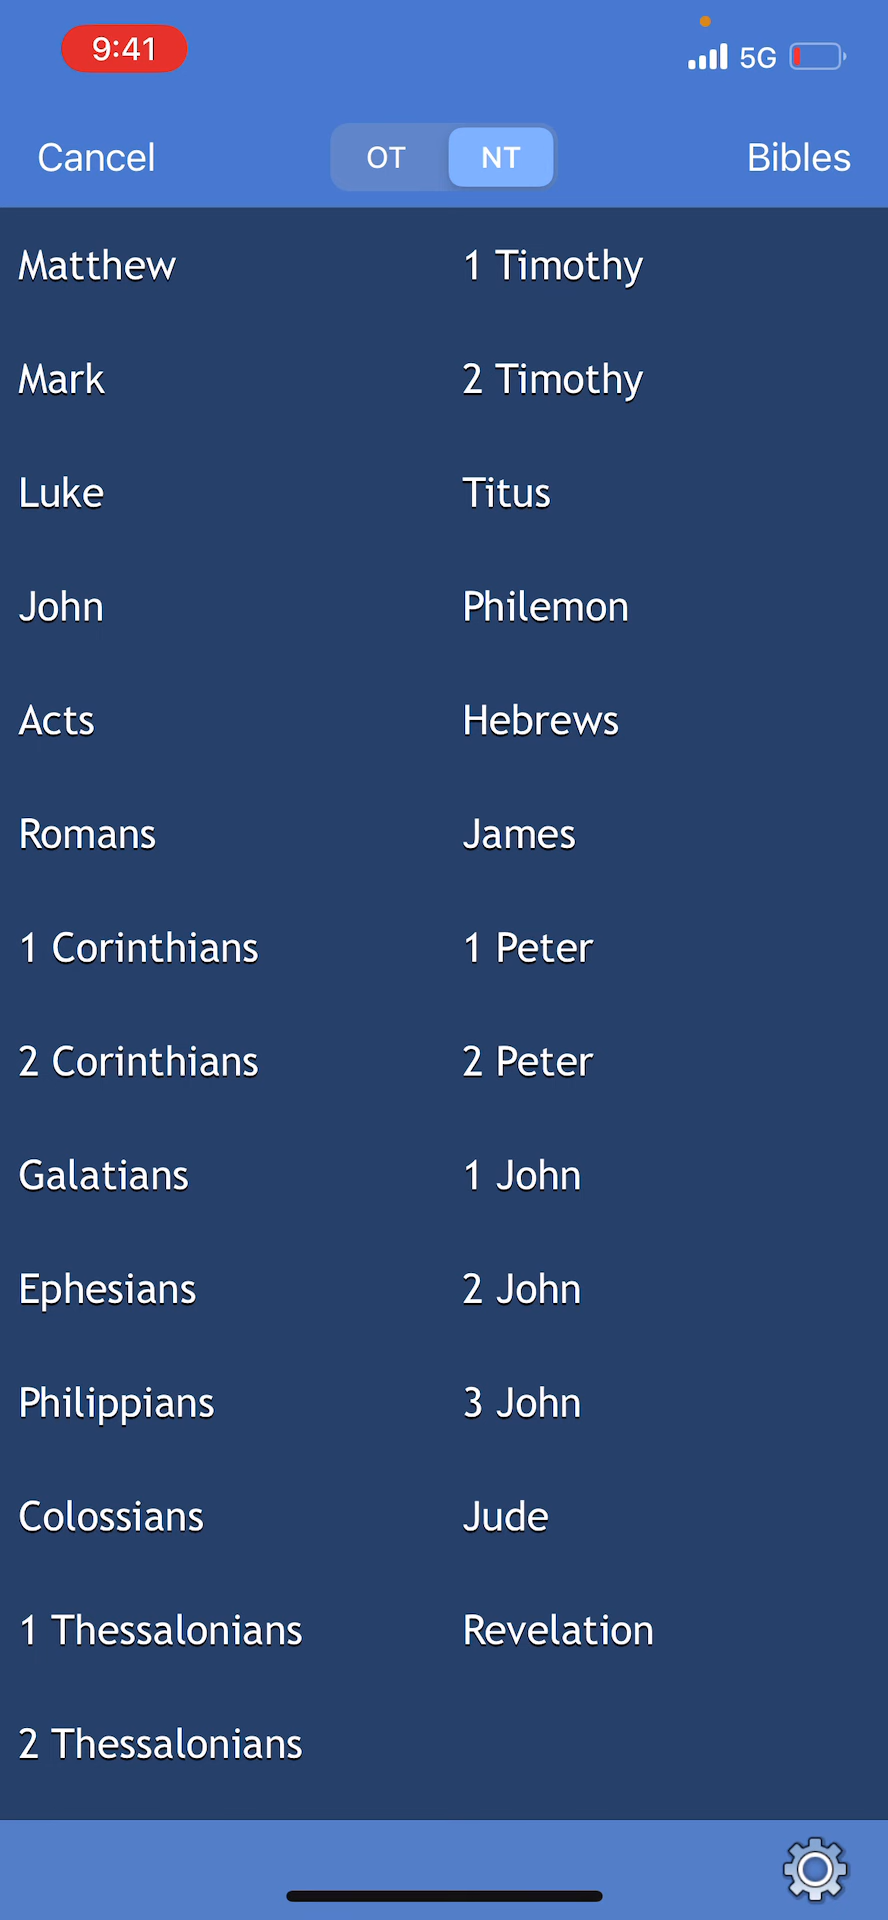 9:41
5G
Cancel
OT
NT
Bibles
Matthew
Mark
Luke
John
Acts
Romans
1 Corinthians
2 Corinthians
Galatians
Ephesians
Philippians
Colossians
1 Thessalonians
2 Thessalonians
1 Timothy
2 Timothy
Titus
Philemon
Hebrews
James
1 Peter
2 Peter
1 John
2 John
3 John
Jude
Revelation